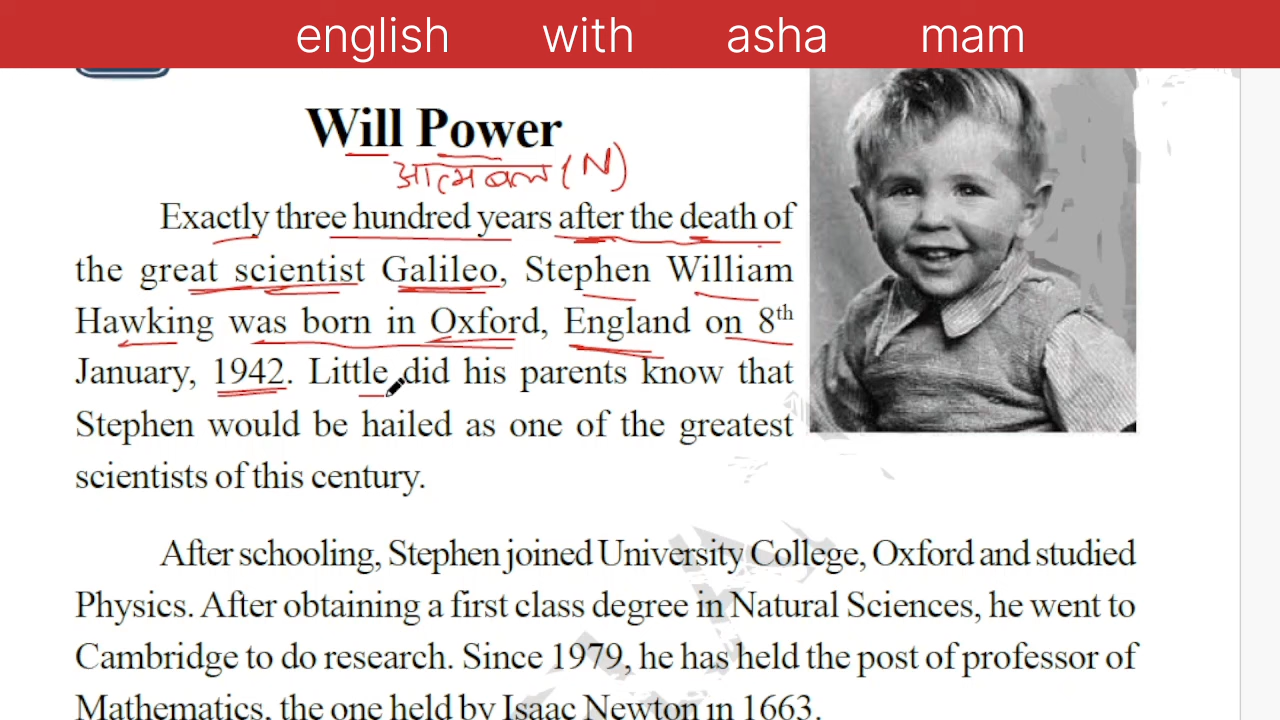 english with asha mam
Will Power
आत्मबल (N)
Exactly three hundred years after the death of
the great scientist Galileo, Stephen William
Hawking was born in Oxford, England on 8th
January, 1942. Little did his parents know that
Stephen would be hailed as one of the greatest
scientists of this century.
After schooling, Stephen joined University College, Oxford and studied
Physics. After obtaining a first class degree in Natural Sciences, he went to
Cambridge to do research. Since 1979, he has held the post of professor of
Mathematics, the one held by Isaac Newton in 1663.